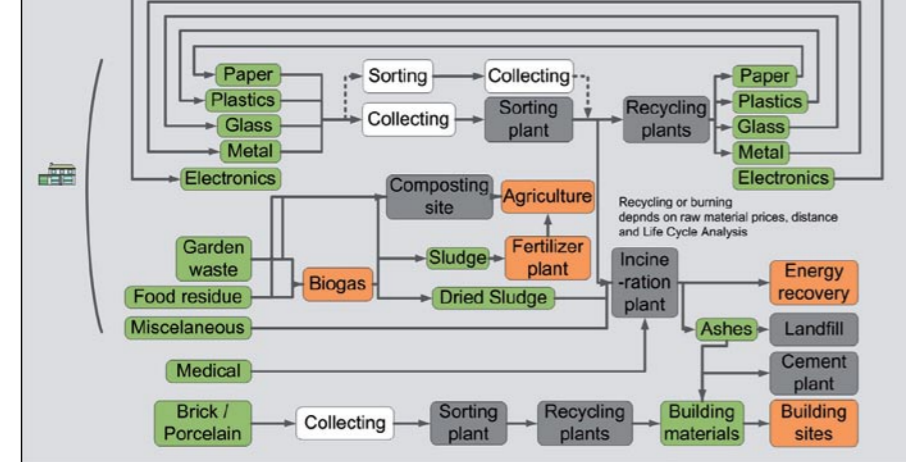 Paper
Sorting
Collecting
Paper
Plastics
Collecting
Sorting
plant
Recycling
plants
Plastics
Glass
Glass
Metal
Metal
Electronics
Electronics
Composting
site
Agriculture
Recycling or burning
depnds on raw material prices, distance
and Life Cycle Analysis
Garden
waste
Sludge
Fertilizer
plant
Incine
-ration
plant
Energy
recovery
Biogas
Food residue
Dried Sludge
Miscelaneous
Ashes
Landfill
Medical
Cement
plant
Brick /
Porcelain
Collecting
Sorting
plant
Recycling
plants
Building
materials
Building
sites